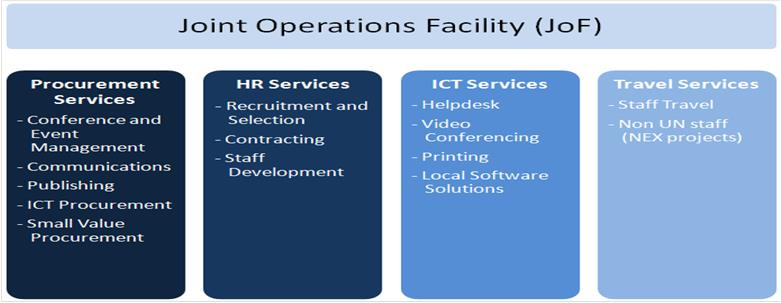 Joint Operations Facility (JoF)
Procurement
Services
- Conference and
Event
Management
- Communications
- Publishing
- ICT Procurement
- Small Value
Procurement
HR Services
- Recruitment and
Selection
- Contracting
- Staff
Development
ICT Services
- Helpdesk
- Video
Conferencing
- Printing
- Local Software
Solutions
Travel Services
- Staff Travel
- Non UN staff
(NEX projects)